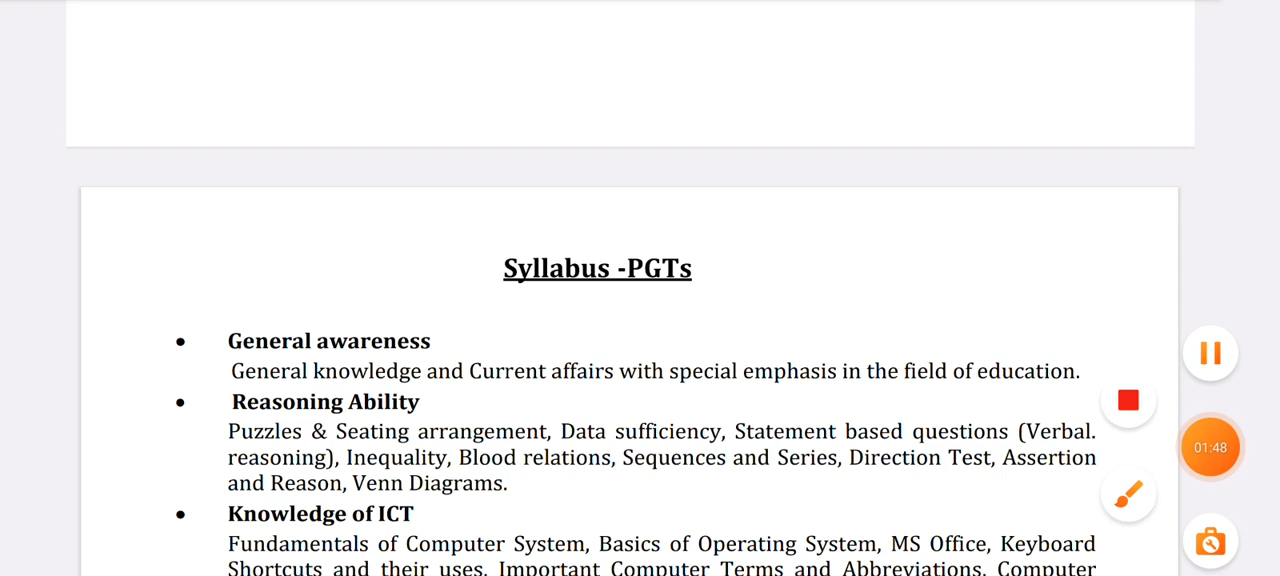 Syllabus -PGTs
• General awareness
General knowledge and Current affairs with special emphasis in the field of education.
• Reasoning Ability
Puzzles & Seating arrangement, Data sufficiency, Statement based questions (Verbal.
reasoning), Inequality, Blood relations, Sequences and Series, Direction Test, Assertion
and Reason, Venn Diagrams.
• Knowledge of ICT
Fundamentals of Computer System, Basics of Operating System, MS Office, Keyboard
Shortcuts and their uses, Important Computer Terms and Abbreviations, Computer
01:48